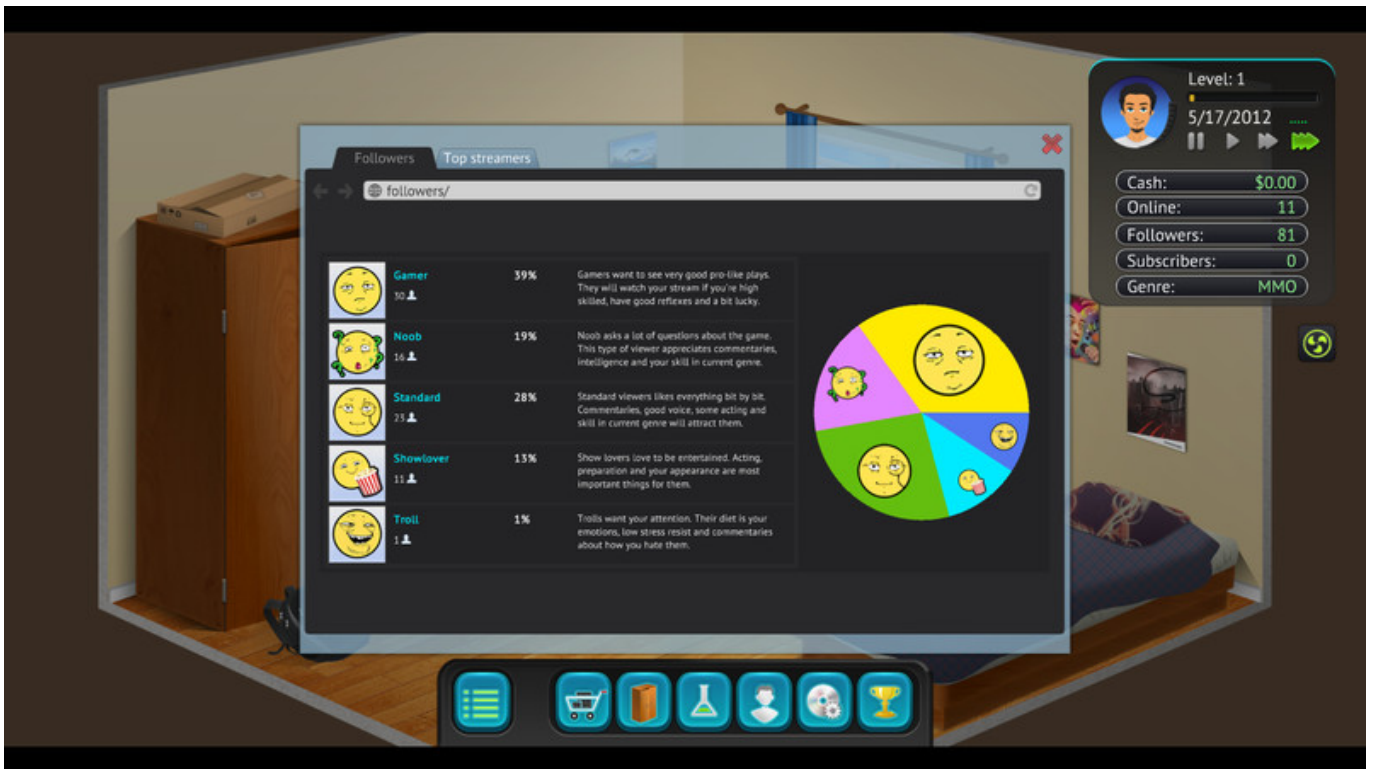 Level: 1
5/17/2012 .....
Cash: $0.00
Online: 11
Followers: 81
Subscribers: 0
Genre: MMO
Followers Top streamers
followers/
Gamer 39% Gamers want to see very good pro-like plays.
They will watch your stream if you're high
30 skilled, have good reflexes and a bit lucky.
Noob 19% Noob asks a lot of questions about the game.
This type of viewer appreciates commentaries,
16 intelligence and your skill in current genre.
Standard 28% Standard viewers likes everything bit by bit.
Commentaries, good voice, some acting and
23 skill in current genre will attract them.
Showlover 13% Show lovers love to be entertained. Acting,
preparation and your appearance are most
11 important things for them.
Troll 1% Trolls want your attention. Their diet is your
emotions, low stress resist and commentaries
1 about how you hate them.